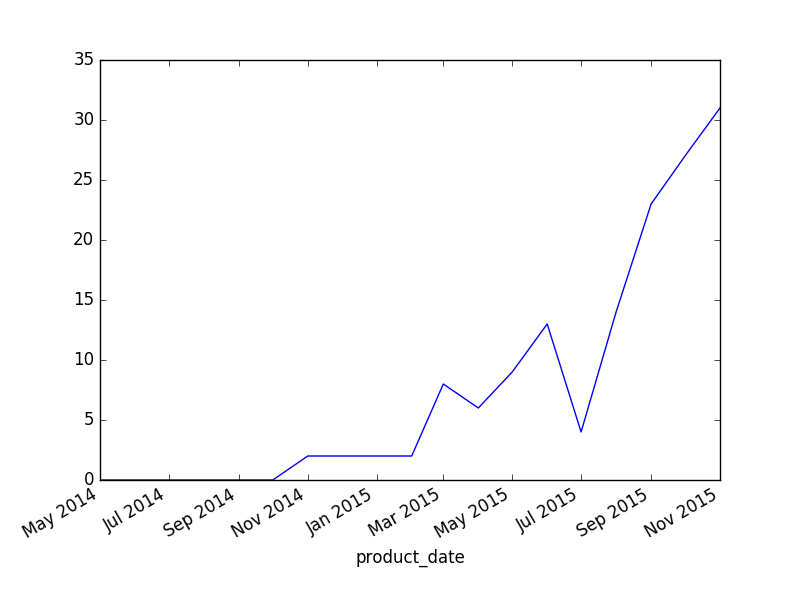 35
30
25
20
15
10
5
0
May 2014
Jul 2014
Sep 2014
Nov 2014
Jan 2015
Mar 2015
May 2015
Jul 2015
Sep 2015
Nov 2015
product_date